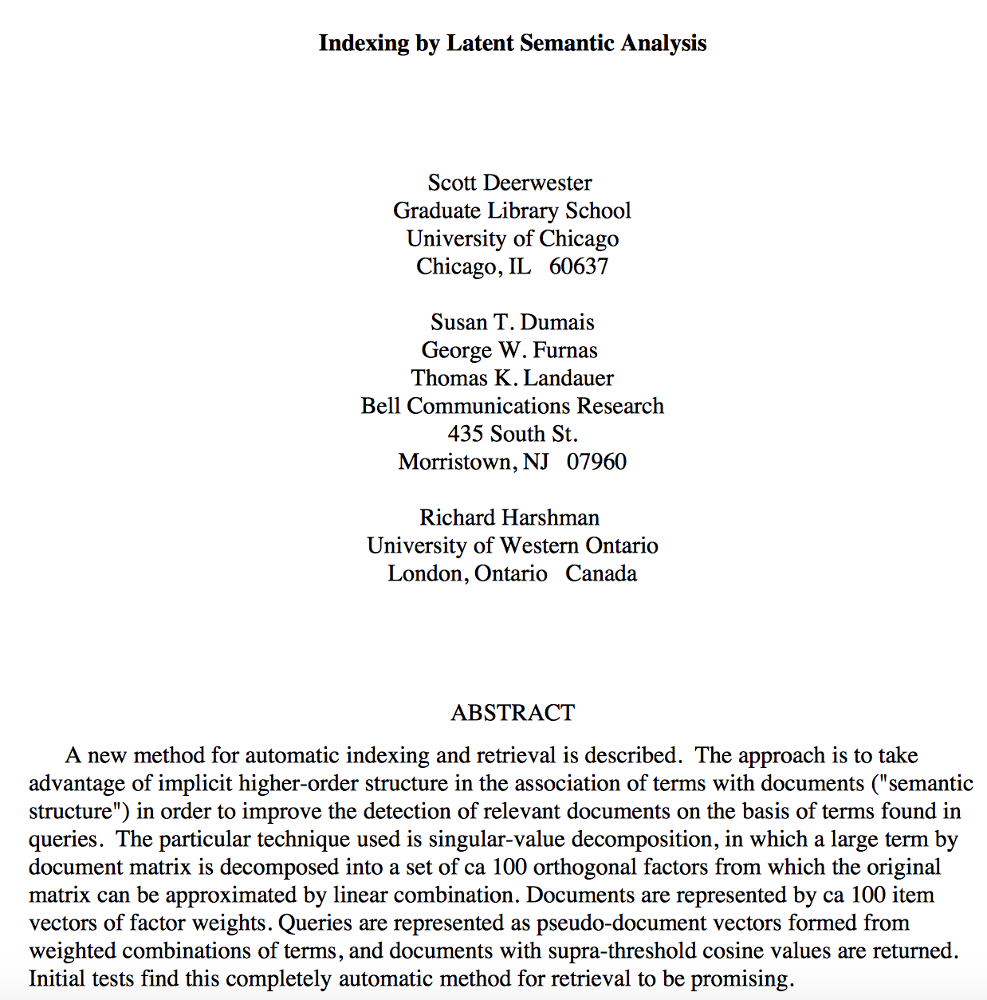 Indexing by Latent Semantic Analysis
Scott Deerwester
Graduate Library School
University of Chicago
Chicago, IL 60637
Susan T. Dumais
George W. Furnas
Thomas K. Landauer
Bell Communications Research
435 South St.
Morristown, NJ 07960
Richard Harshman
University of Western Ontario
London, Ontario Canada
ABSTRACT
A new method for automatic indexing and retrieval is described. The approach is to take
advantage of implicit higher-order structure in the association of terms with documents ("semantic
structure") in order to improve the detection of relevant documents on the basis of terms found in
queries. The particular technique used is singular-value decomposition, in which a large term by
document matrix is decomposed into a set of ca 100 orthogonal factors from which the original
matrix can be approximated by linear combination. Documents are represented by ca 100 item
vectors of factor weights. Queries are represented as pseudo-document vectors formed from
weighted combinations of terms, and documents with supra-threshold cosine values are returned.
Initial tests find this completely automatic method for retrieval to be promising.